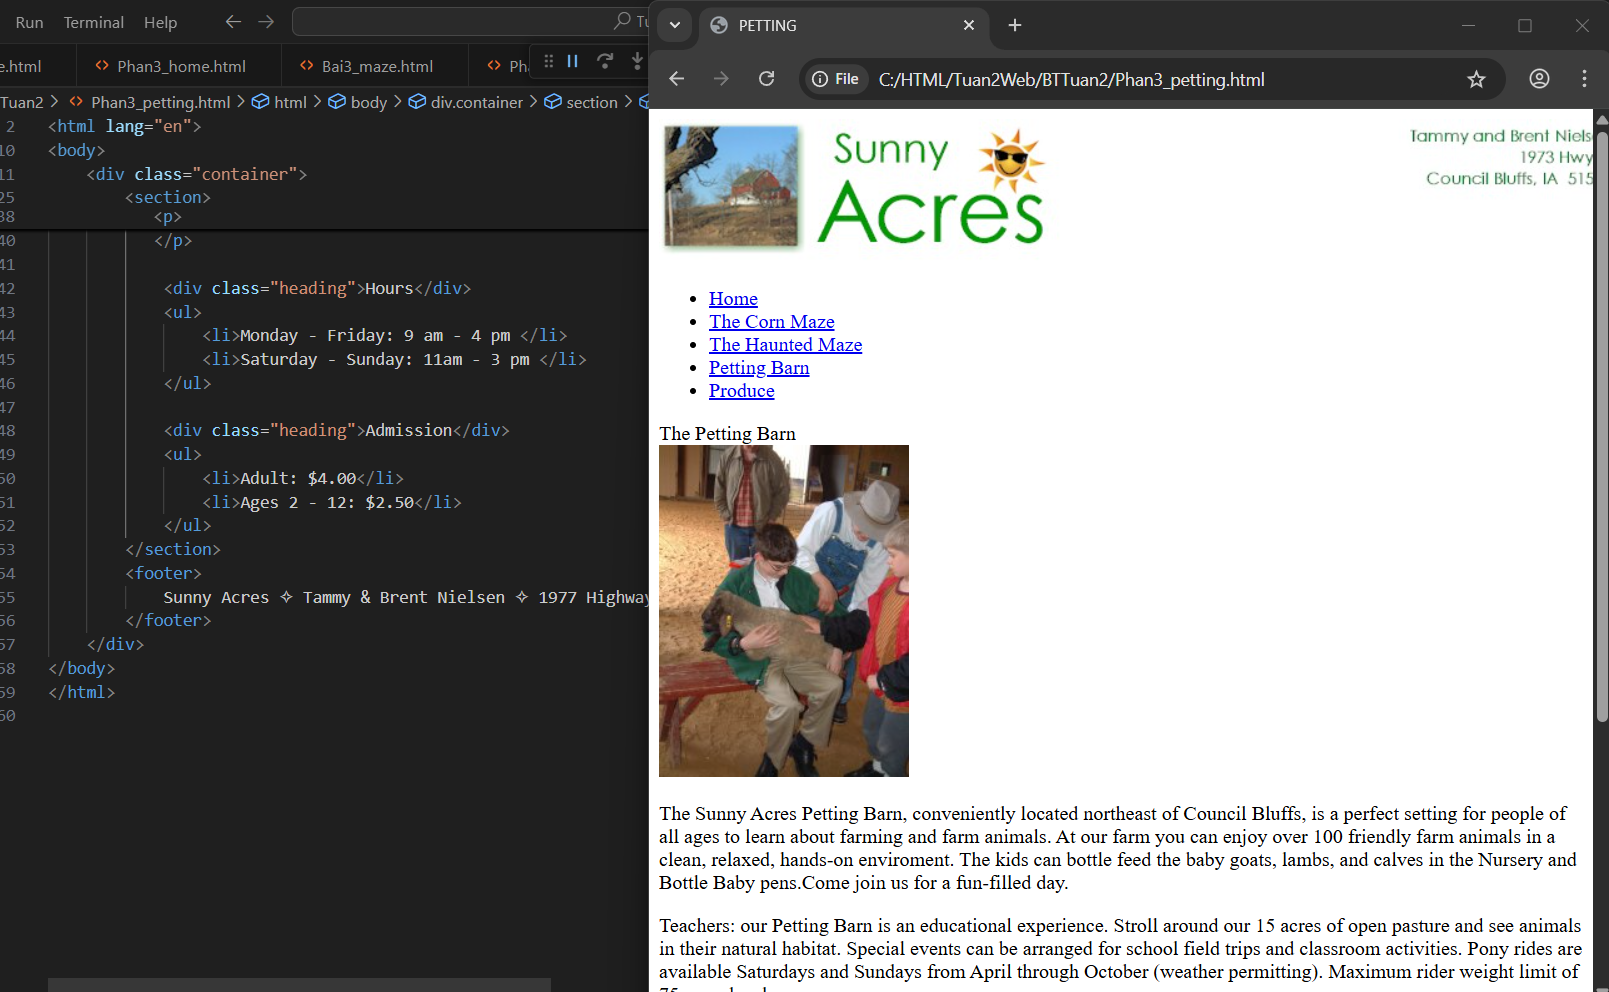 Run Terminal Help
e.html Phan3_home.html Bai3_maze.html
Tuan2 > Phan3_petting.html > html > body > div.container > section >
2 <html lang="en">
10 <body>
11 <div class="container">
25 <section>
38 <p>
40 </p>
41
42 <div class="heading">Hours</div>
43 <ul>
44 <li>Monday - Friday: 9 am - 4 pm </li>
45 <li>Saturday - Sunday: 11am - 3 pm </li>
46 </ul>
47
48 <div class="heading">Admission</div>
49 <ul>
50 <li>Adult: $4.00</li>
51 <li>Ages 2 - 12: $2.50</li>
52 </ul>
53 </section>
54 <footer>
55 Sunny Acres ✧ Tammy & Brent Nielsen ✧ 1977 Highway
56 </footer>
57 </div>
58 </body>
59 </html>
60
PETTING
File C:/HTML/Tuan2Web/BTTuan2/Phan3_petting.html
Sunny
Acres
Tammy and Brent Niels
1973 Hwy
Council Bluffs, IA 515
• Home
• The Corn Maze
• The Haunted Maze
• Petting Barn
• Produce
The Petting Barn
The Sunny Acres Petting Barn, conveniently located northeast of Council Bluffs, is a perfect setting for people of
all ages to learn about farming and farm animals. At our farm you can enjoy over 100 friendly farm animals in a
clean, relaxed, hands-on enviroment. The kids can bottle feed the baby goats, lambs, and calves in the Nursery and
Bottle Baby pens.Come join us for a fun-filled day.
Teachers: our Petting Barn is an educational experience. Stroll around our 15 acres of open pasture and see animals
in their natural habitat. Special events can be arranged for school field trips and classroom activities. Pony rides are
available Saturdays and Sundays from April through October (weather permitting). Maximum rider weight limit of